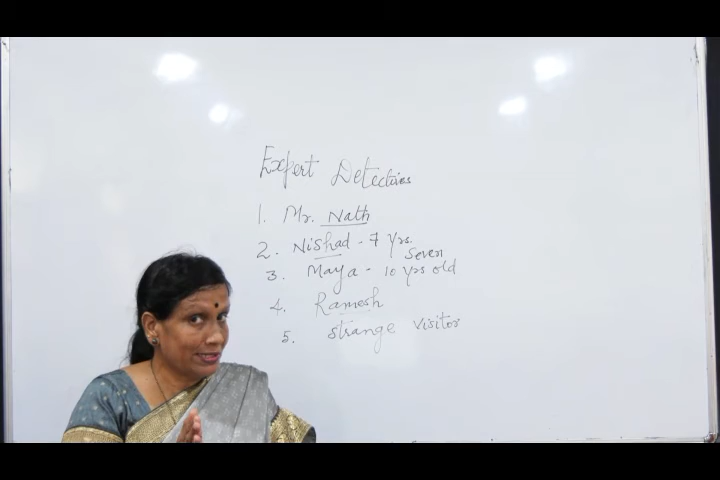 Expert Detectives
1. Mr. Nath
2. Nishad - 7 yrs.
seven
3. Maya - 10 yrs old
4. Ramesh
5. strange visitor